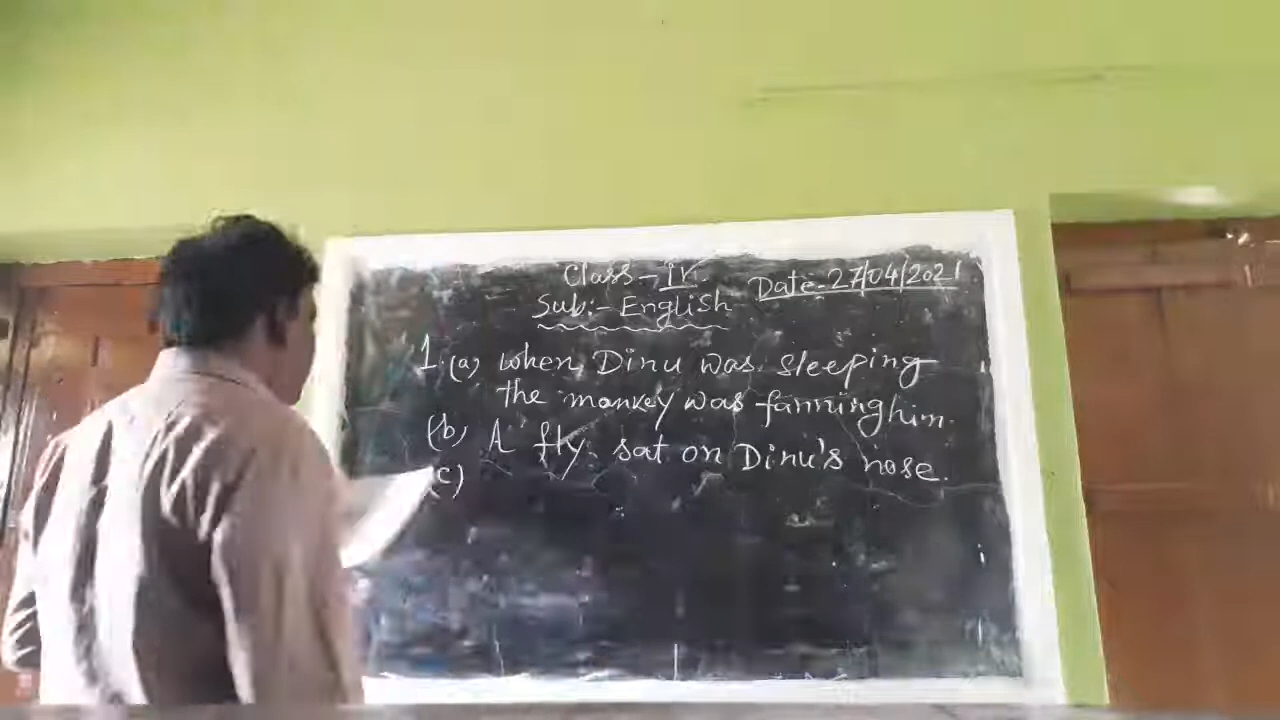 Class - IV.
Date - 27/04/2021
Sub:- English
1. (a) when Dinu was sleeping
the monkey was fanning him.
(b) A fly sat on Dinu's nose.
(c)